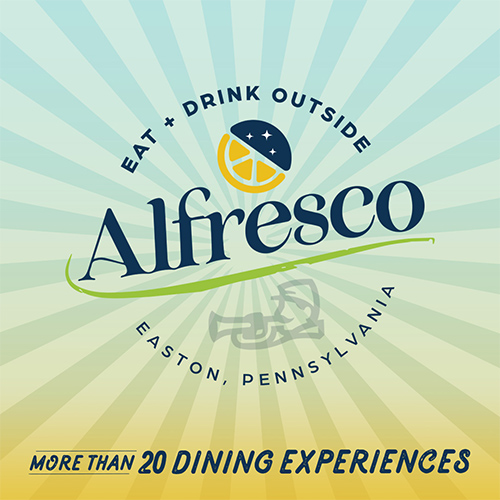 EAT + DRINK OUTSIDE
Alfresco
EASTON, PENNSYLVANIA
MORE THAN 20 DINING EXPERIENCES